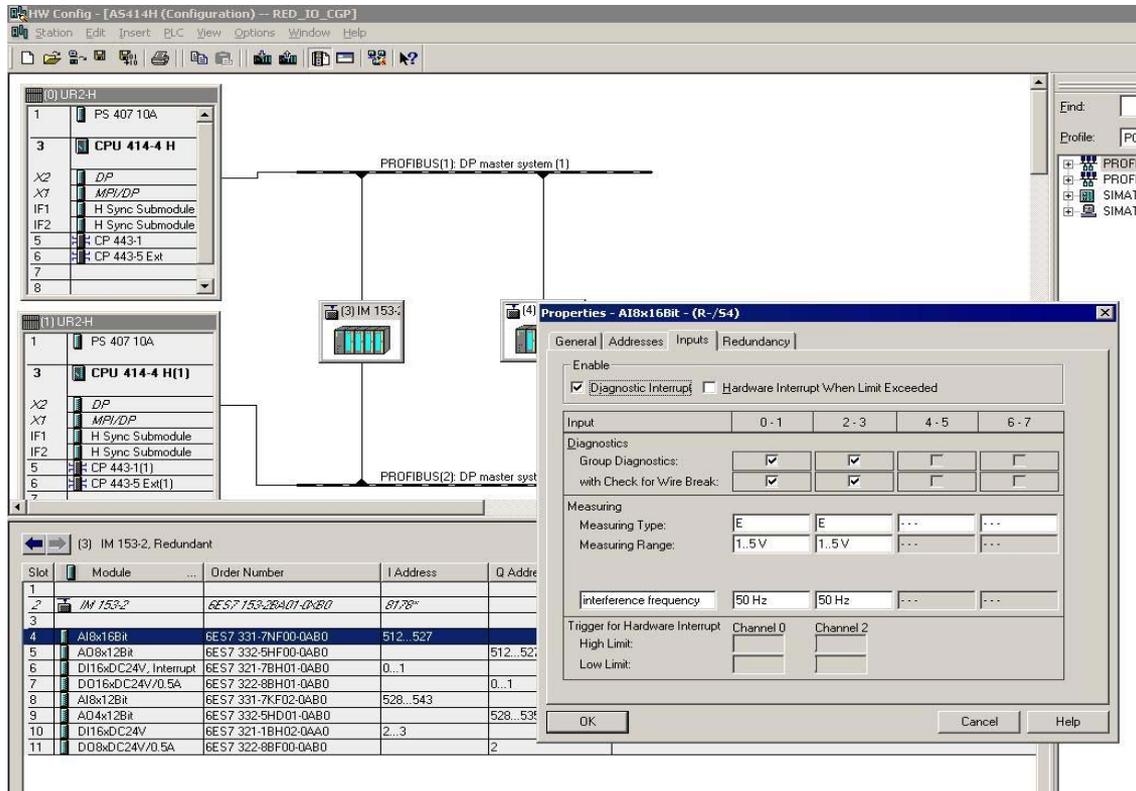 HW Config - [AS414H (Configuration) -- RED_IO_CGP]
Station Edit Insert PLC View Options Window Help
(0) UR2-H
1 PS 407 10A
3 CPU 414-4 H
X2 DP
X1 MPI/DP
IF1 H Sync Submodule
IF2 H Sync Submodule
5 CP 443-1
6 CP 443-5 Ext
7
8
PROFIBUS(1): DP master system (1)
(3) IM 153-2
(4)
(1) UR2-H
1 PS 407 10A
3 CPU 414-4 H(1)
X2 DP
X1 MPI/DP
IF1 H Sync Submodule
IF2 H Sync Submodule
5 CP 443-1(1)
6 CP 443-5 Ext(1)
7
PROFIBUS(2): DP master syst
Find:
Profile: PO
PROFI
PROFI
SIMAT
SIMAT
(3) IM 153-2, Redundant
Slot Module ... Order Number I Address Q Addre
1
2 IM 153-2 6ES7 153-2BA01-0XB0 8178*
3
4 AI8x16Bit 6ES7 331-7NF00-0AB0 512...527
5 AO8x12Bit 6ES7 332-5HF00-0AB0 512...527
6 DI16xDC24V, Interrupt 6ES7 321-7BH01-0AB0 0...1
7 DO16xDC24V/0.5A 6ES7 322-8BH01-0AB0 0...1
8 AI8x12Bit 6ES7 331-7KF02-0AB0 528...543
9 AO4x12Bit 6ES7 332-5HD01-0AB0 528...535
10 DI16xDC24V 6ES7 321-1BH02-0AA0 2...3
11 DO8xDC24V/0.5A 6ES7 322-8BF00-0AB0 2
Properties - AI8x16Bit - (R-/S4)
General Addresses Inputs Redundancy
Enable
Diagnostic Interrupt Hardware Interrupt When Limit Exceeded
Input 0 - 1 2 - 3 4 - 5 6 - 7
Diagnostics
Group Diagnostics:
with Check for Wire Break:
Measuring
Measuring Type: E E --- ---
Measuring Range: 1..5 V 1..5 V --- ---
interference frequency 50 Hz 50 Hz --- ---
Trigger for Hardware Interrupt Channel 0 Channel 2
High Limit:
Low Limit:
OK Cancel Help